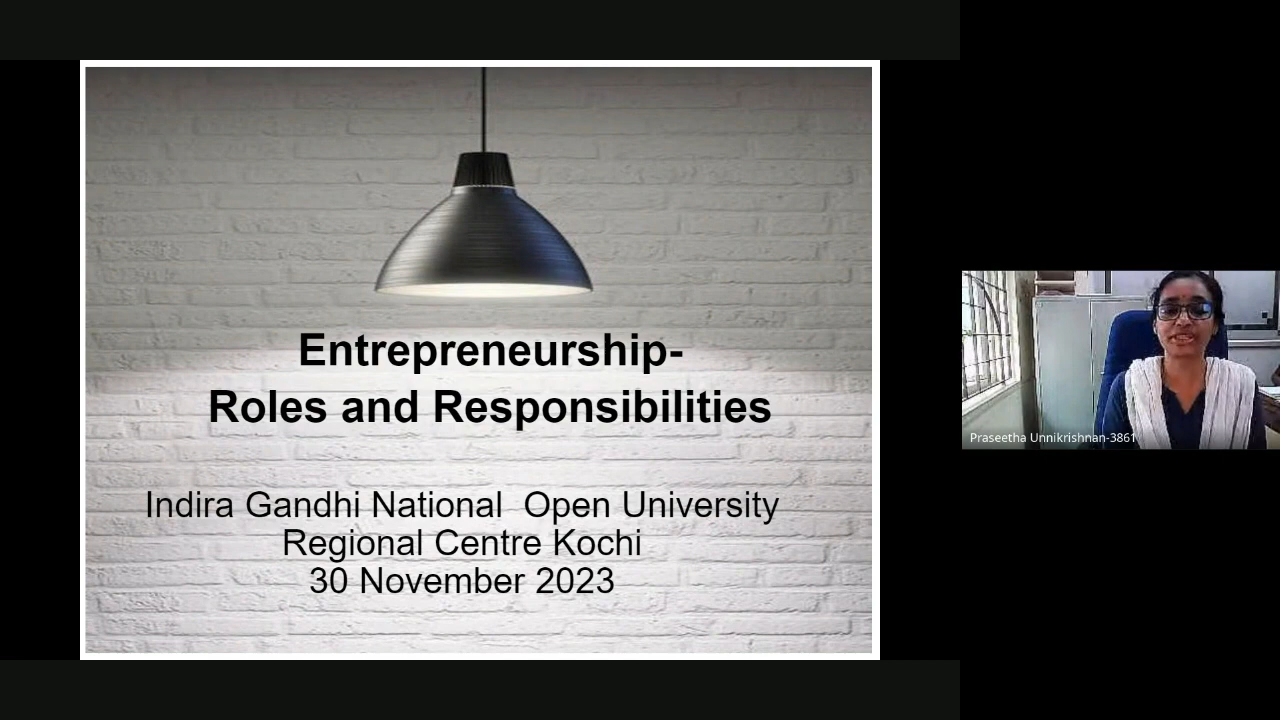 Entrepreneurship-
Roles and Responsibilities
Indira Gandhi National  Open University
Regional Centre Kochi
30 November 2023
Praseetha Unnikrishnan-3861